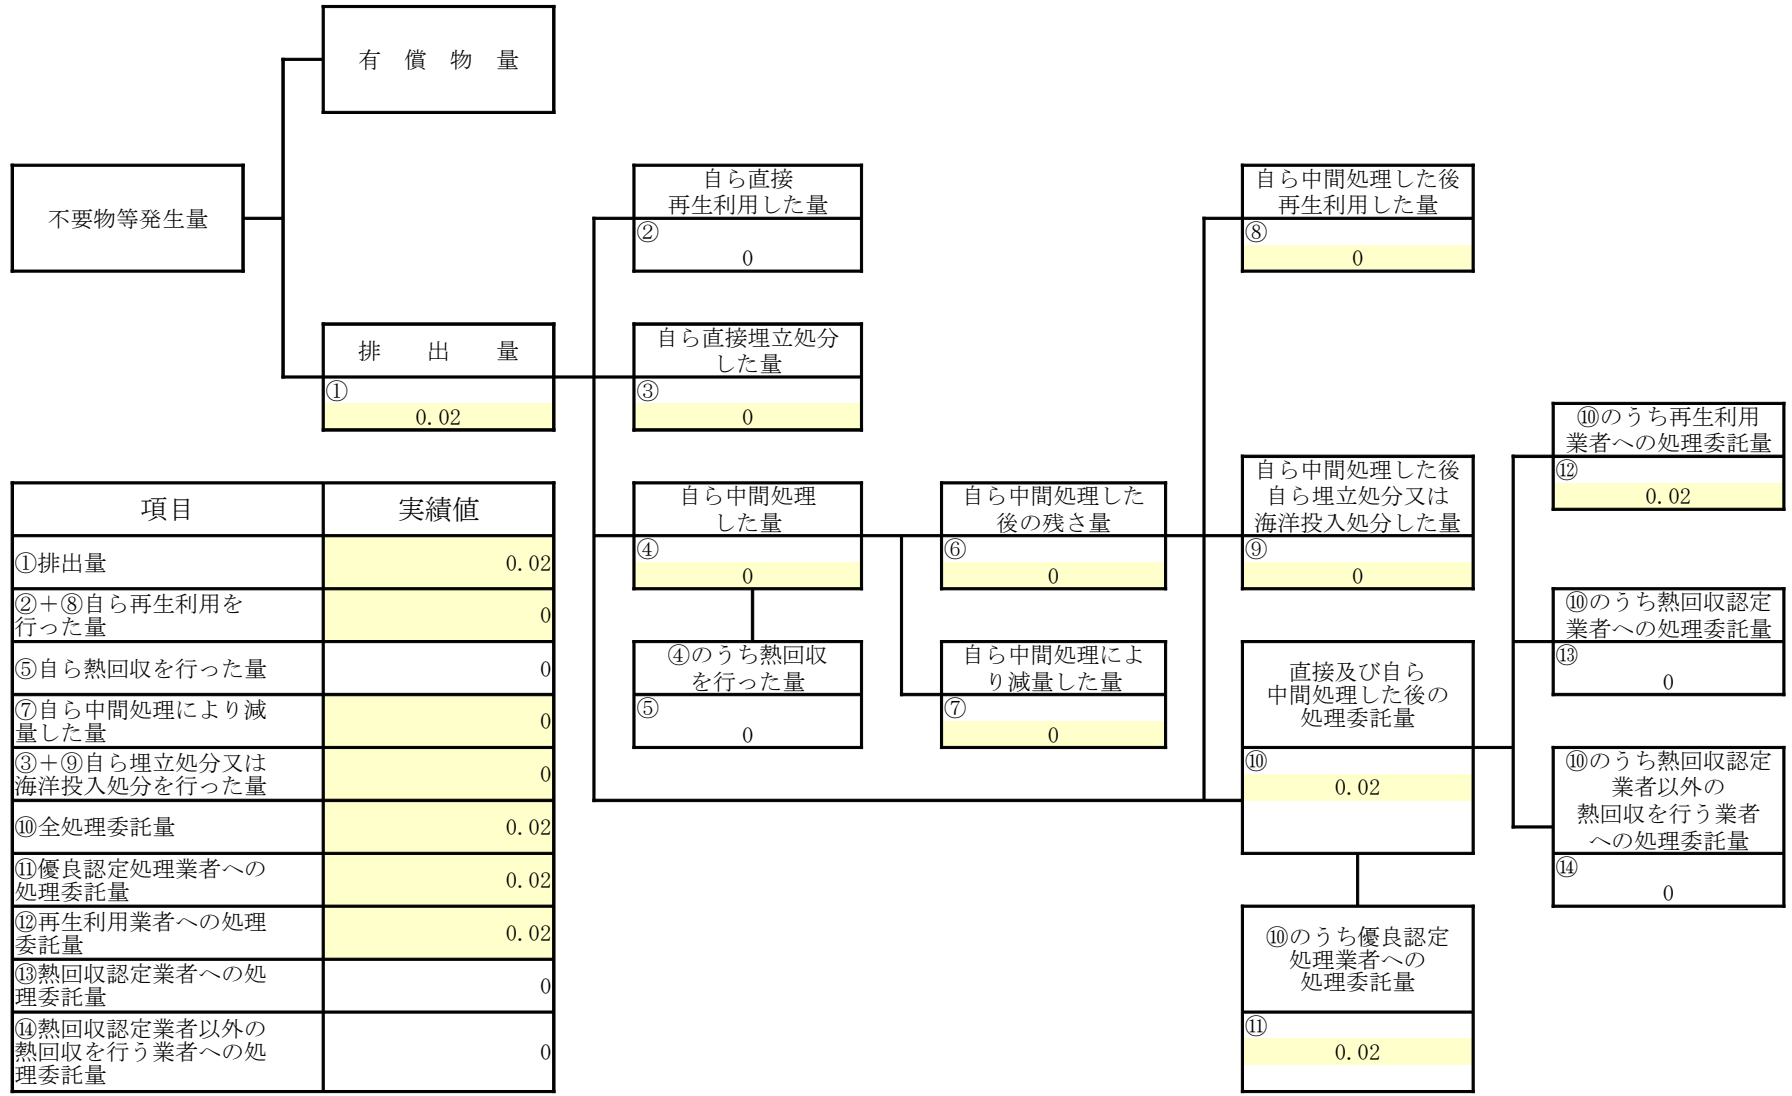 有　償　物　量
不要物等発生量
自ら直接
再生利用した量
②
0
自ら中間処理した後
再生利用した量
⑧
0
排　出　量
①
0.02
自ら直接埋立処分
した量
③
0
⑩のうち再生利用
業者への処理委託量
⑫
0.02
自ら中間処理
した量
④
0
自ら中間処理した
後の残さ量
⑥
0
自ら中間処理した後
自ら埋立処分又は
海洋投入処分した量
⑨
0
⑩のうち熱回収認定
業者への処理委託量
⑬
0
④のうち熱回収
を行った量
⑤
0
自ら中間処理によ
り減量した量
⑦
0
直接及び自ら
中間処理した後の
処理委託量
⑩
0.02
⑩のうち熱回収認定
業者以外の
熱回収を行う業者
への処理委託量
⑭
0
⑩のうち優良認定
処理業者への
処理委託量
⑪
0.02
項目 実績値
①排出量 0.02
②＋⑧自ら再生利用を
行った量 0
⑤自ら熱回収を行った量 0
⑦自ら中間処理により減
量した量 0
③＋⑨自ら埋立処分又は
海洋投入処分を行った量 0
⑩全処理委託量 0.02
⑪優良認定処理業者への
処理委託量 0.02
⑫再生利用業者への処理
委託量 0.02
⑬熱回収認定業者への処
理委託量 0
⑭熱回収認定業者以外の
熱回収を行う業者への処
理委託量 0